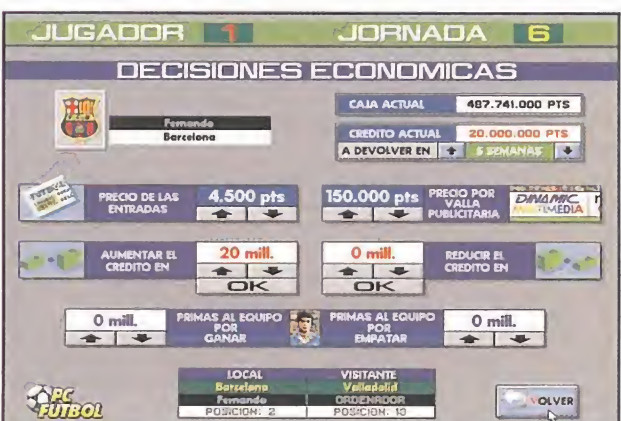 JUGADOR 1 JORNADA 6
DECISIONES ECONOMICAS
Fernando
Barcelona
CAJA ACTUAL 487.741.000 PTS
CREDITO ACTUAL 20.000.000 PTS
A DEVOLVER EN 5 SEMANAS
FUTBOL
PRECIO DE LAS ENTRADAS
4.500 pts
150.000 pts
PRECIO POR VALLA PUBLICITARIA
DINAMIC
MULTIMEDIA
AUMENTAR EL CREDITO EN
20 mill.
OK
0 mill.
OK
REDUCIR EL CREDITO EN
0 mill.
PRIMAS AL EQUIPO POR GANAR
PRIMAS AL EQUIPO POR EMPATAR
0 mill.
LOCAL VISITANTE
Barcelona Valladolid
Fernando ORDENADOR
POSICION: 2 POSICION: 10
PC FUTBOL
VOLVER